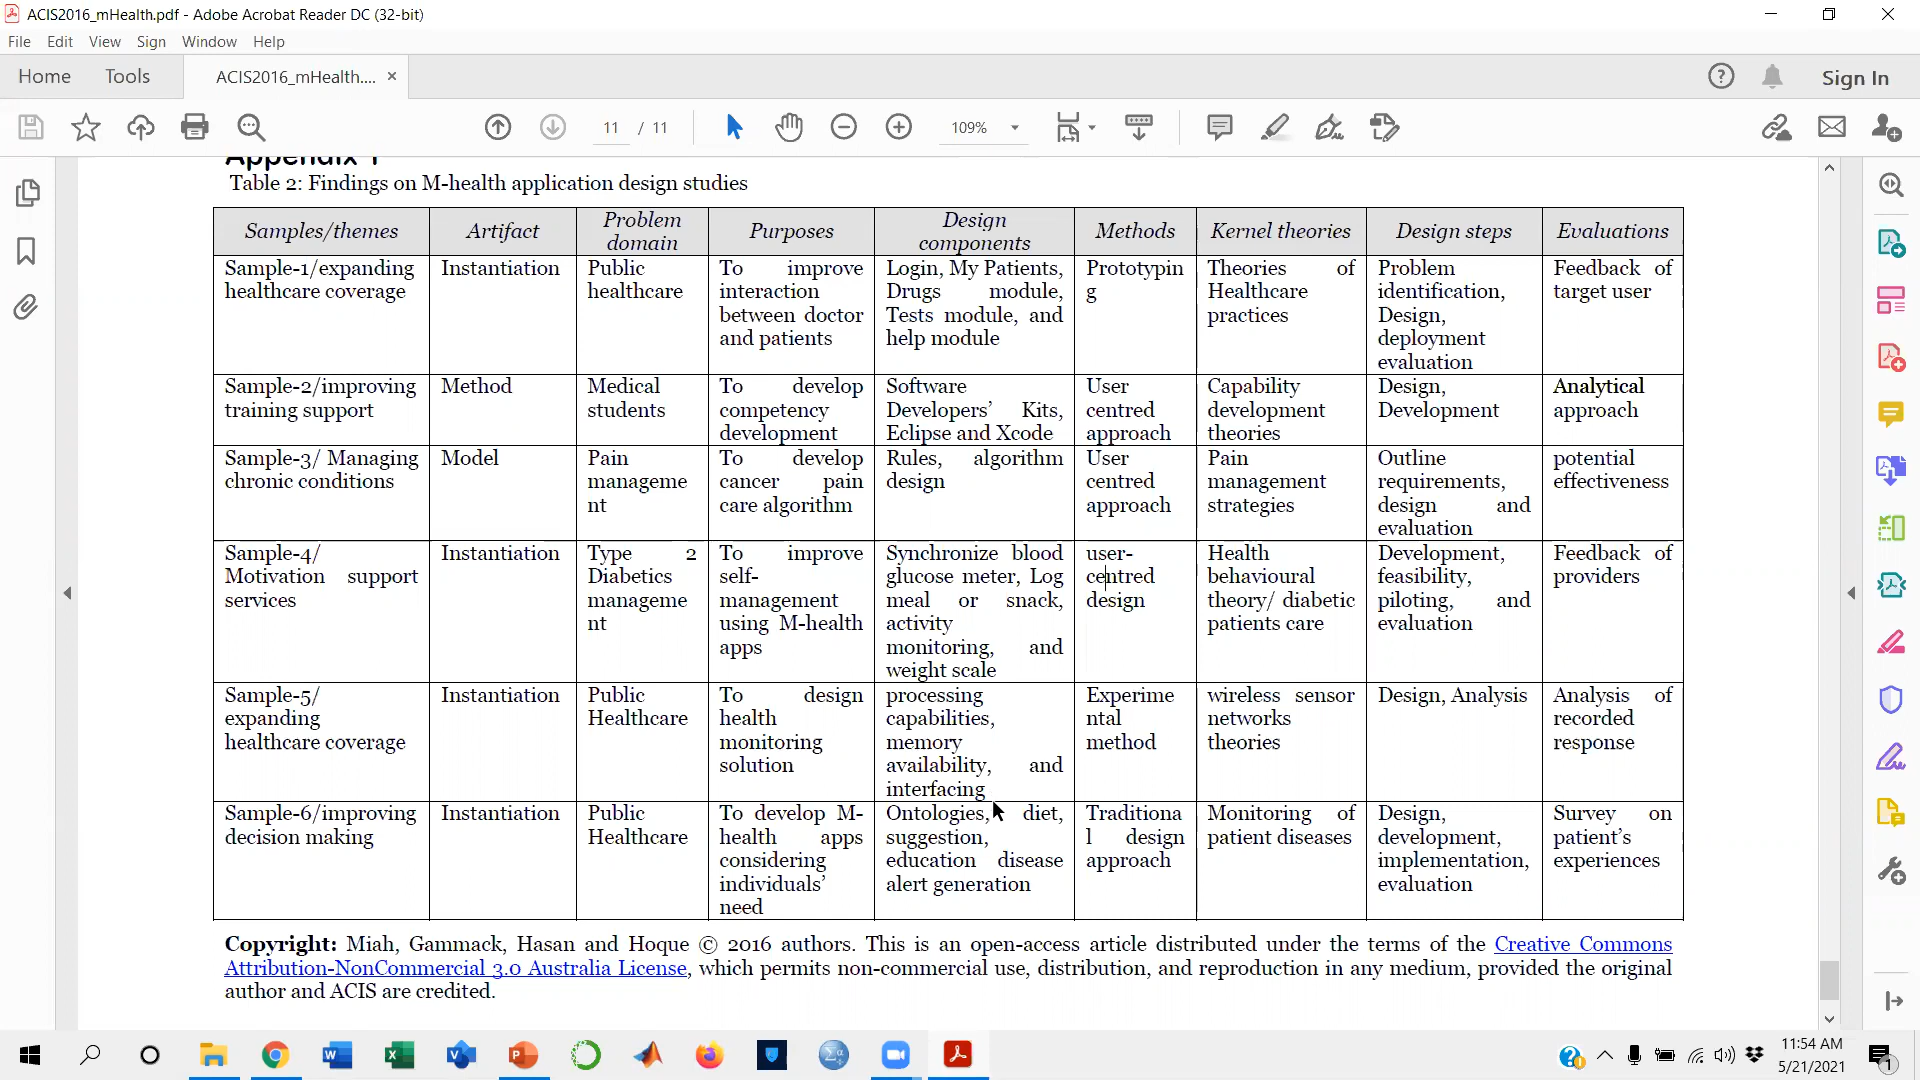 ACIS2016_mHealth.pdf - Adobe Acrobat Reader DC (32-bit)
File Edit View Sign Window Help
Home Tools ACIS2016_mHealth.... × Sign In
11 / 11 109%
Appendix 1
Table 2: Findings on M-health application design studies
Samples/themes Artifact Problem domain Purposes Design components Methods Kernel theories Design steps Evaluations
Sample-1/expanding
healthcare coverage
Instantiation
Public
healthcare
To improve
interaction
between doctor
and patients
Login, My Patients,
Drugs module,
Tests module, and
help module
Prototypin
g
Theories of
Healthcare
practices
Problem
identification,
Design,
deployment
evaluation
Feedback of
target user
Sample-2/improving
training support
Method
Medical
students
To develop
competency
development
Software
Developers' Kits,
Eclipse and Xcode
User
centred
approach
Capability
development
theories
Design,
Development
Analytical
approach
Sample-3/ Managing
chronic conditions
Model
Pain
manageme
nt
To develop
cancer pain
care algorithm
Rules, algorithm
design
User
centred
approach
Pain
management
strategies
Outline
requirements,
design and
evaluation
potential
effectiveness
Sample-4/
Motivation support
services
Instantiation
Type 2
Diabetics
manageme
nt
To improve
self-
management
using M-health
apps
Synchronize blood
glucose meter, Log
meal or snack,
activity
monitoring, and
weight scale
user-
centred
design
Health
behavioural
theory/ diabetic
patients care
Development,
feasibility,
piloting, and
evaluation
Feedback of
providers
Sample-5/
expanding
healthcare coverage
Instantiation
Public
Healthcare
To design
health
monitoring
solution
processing
capabilities,
memory
availability, and
interfacing
Experime
ntal
method
wireless sensor
networks
theories
Design, Analysis
Analysis of
recorded
response
Sample-6/improving
decision making
Instantiation
Public
Healthcare
To develop M-
health apps
considering
individuals'
need
Ontologies, diet,
suggestion,
education disease
alert generation
Traditiona
l design
approach
Monitoring of
patient diseases
Design,
development,
implementation,
evaluation
Survey on
patient's
experiences
Copyright: Miah, Gammack, Hasan and Hoque © 2016 authors. This is an open-access article distributed under the terms of the Creative Commons
Attribution-NonCommercial 3.0 Australia License, which permits non-commercial use, distribution, and reproduction in any medium, provided the original
author and ACIS are credited.
11:54 AM
5/21/2021
1